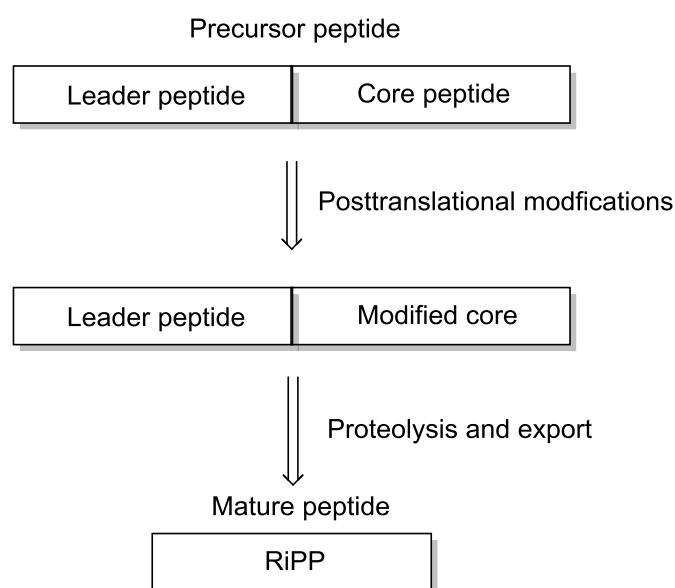 Precursor peptide
Leader peptide
Core peptide
Posttranslational modfications
Leader peptide
Modified core
Proteolysis and export
Mature peptide
RiPP